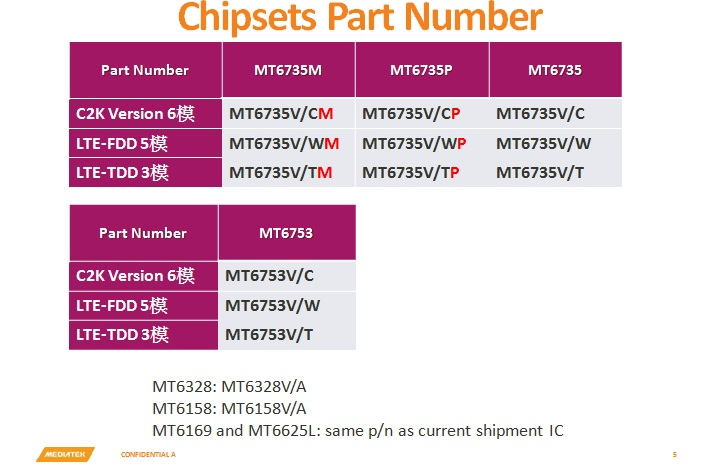 Chipsets Part Number
Part Number MT6735M MT6735P MT6735
C2K Version 6模 MT6735V/CM MT6735V/CP MT6735V/C
LTE-FDD 5模 MT6735V/WM MT6735V/WP MT6735V/W
LTE-TDD 3模 MT6735V/TM MT6735V/TP MT6735V/T
Part Number MT6753
C2K Version 6模 MT6753V/C
LTE-FDD 5模 MT6753V/W
LTE-TDD 3模 MT6753V/T
MT6328: MT6328V/A
MT6158: MT6158V/A
MT6169 and MT6625L: same p/n as current shipment IC
MEDIATEK CONFIDENTIAL A 5